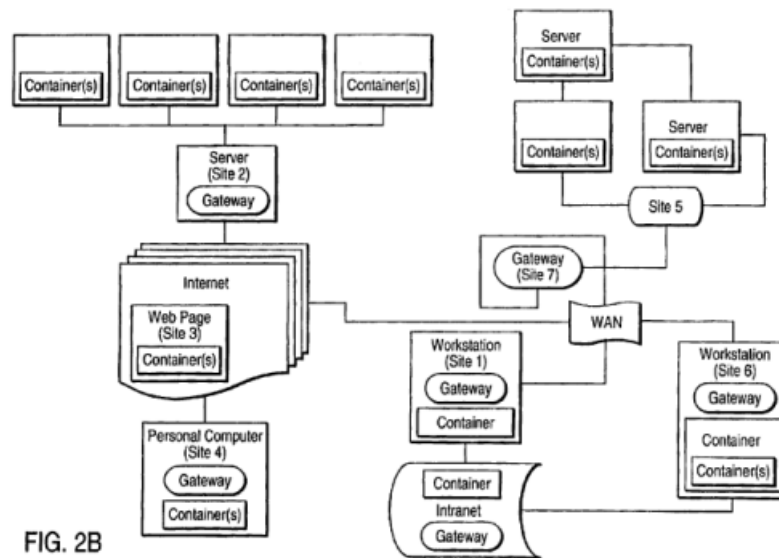 Container(s)
Container(s)
Container(s)
Container(s)
Server
(Site 2)
Gateway
Internet
Web Page
(Site 3)
Container(s)
Personal Computer
(Site 4)
Gateway
Container(s)
Server
Container(s)
Container(s)
Server
Container(s)
Site 5
Gateway
(Site 7)
WAN
Workstation
(Site 1)
Gateway
Container
Workstation
(Site 6)
Gateway
Container
Container(s)
Container
Intranet
Gateway
FIG. 2B